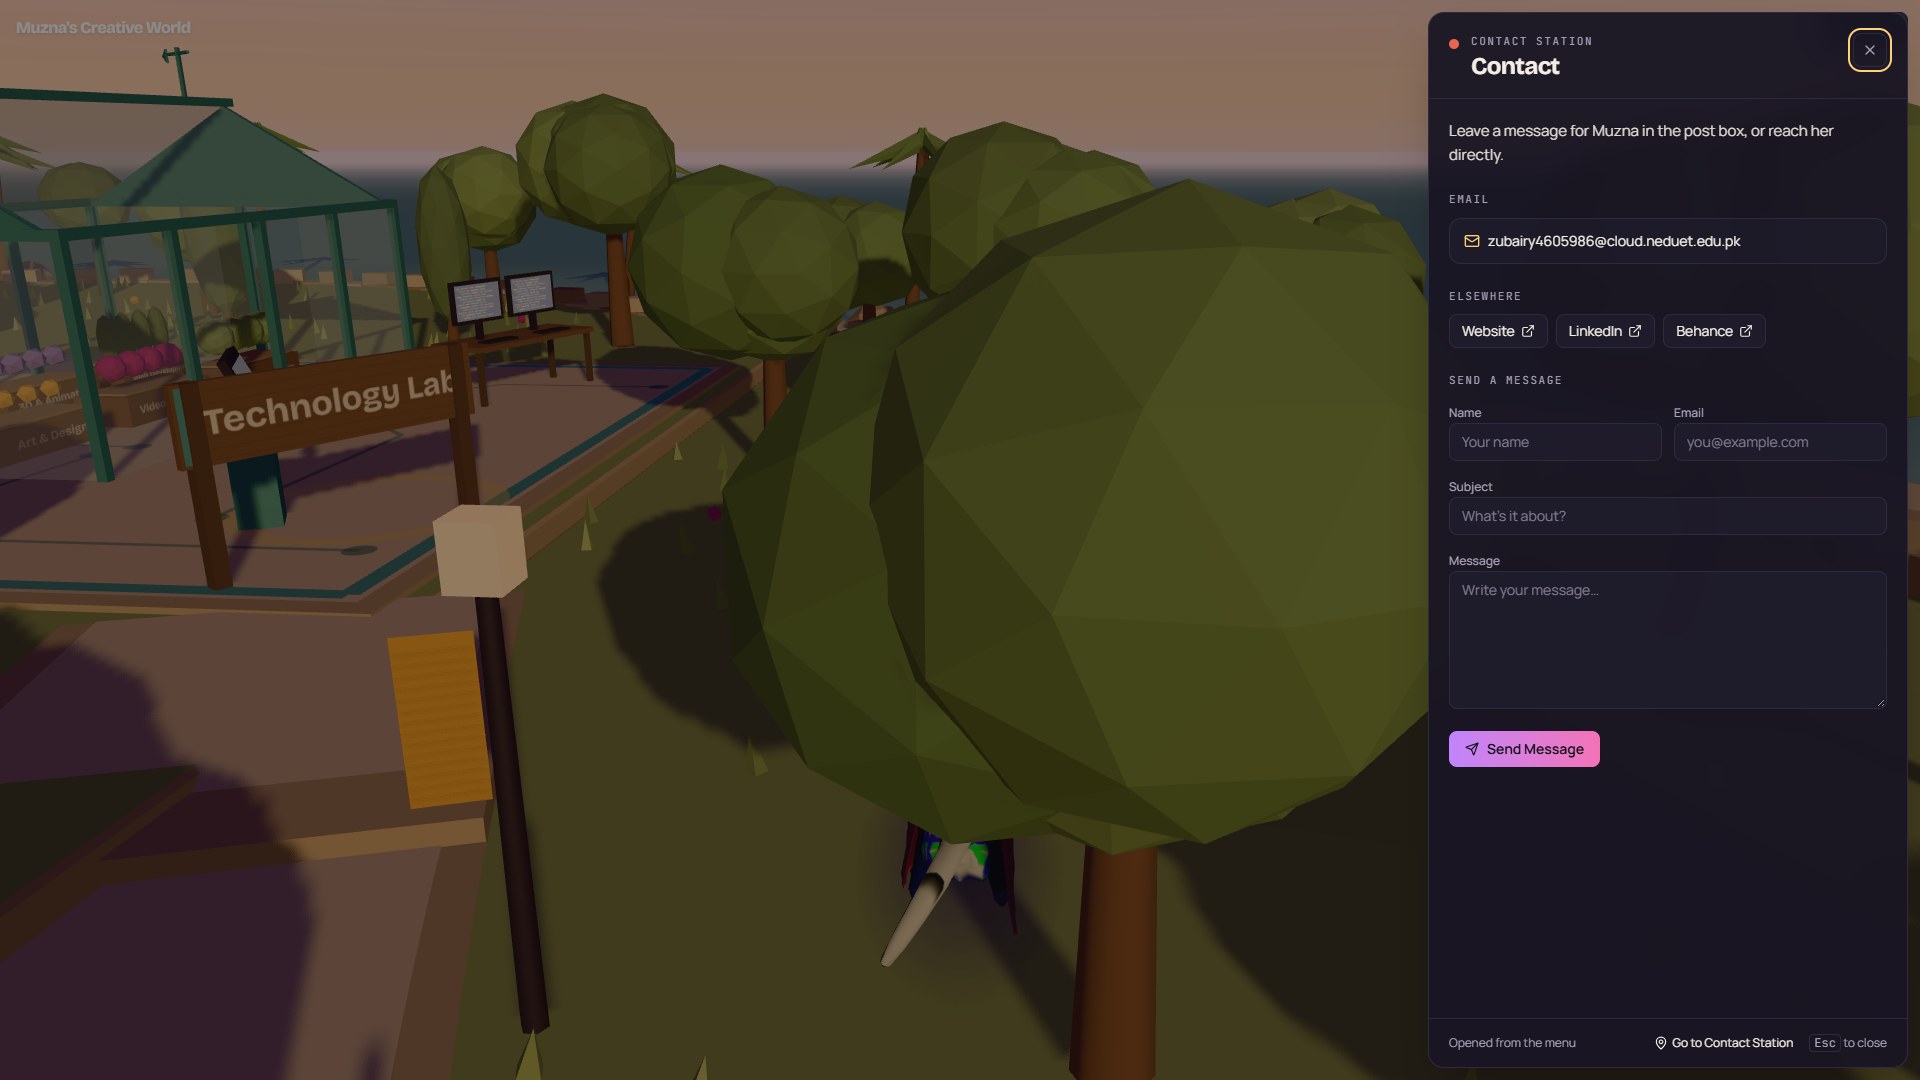 Muzna's Creative World
Technology Lab
Art & Design
Video
CONTACT STATION
Contact
Leave a message for Muzna in the post box, or reach her
directly.
EMAIL
zubairy4605986@cloud.neduet.edu.pk
ELSEWHERE
Website
LinkedIn
Behance
SEND A MESSAGE
Name
Email
Your name
you@example.com
Subject
What's it about?
Message
Write your message...
Send Message
Opened from the menu
Go to Contact Station
Esc to close